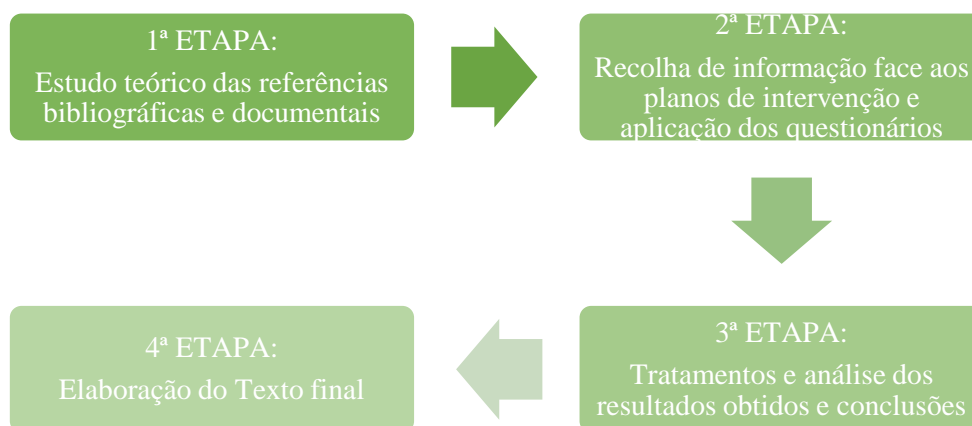 1ª ETAPA:
Estudo teórico das referências
bibliográficas e documentais
2ª ETAPA:
Recolha de informação face aos
planos de intervenção e
aplicação dos questionários
3ª ETAPA:
Tratamentos e análise dos
resultados obtidos e conclusões
4ª ETAPA:
Elaboração do Texto final